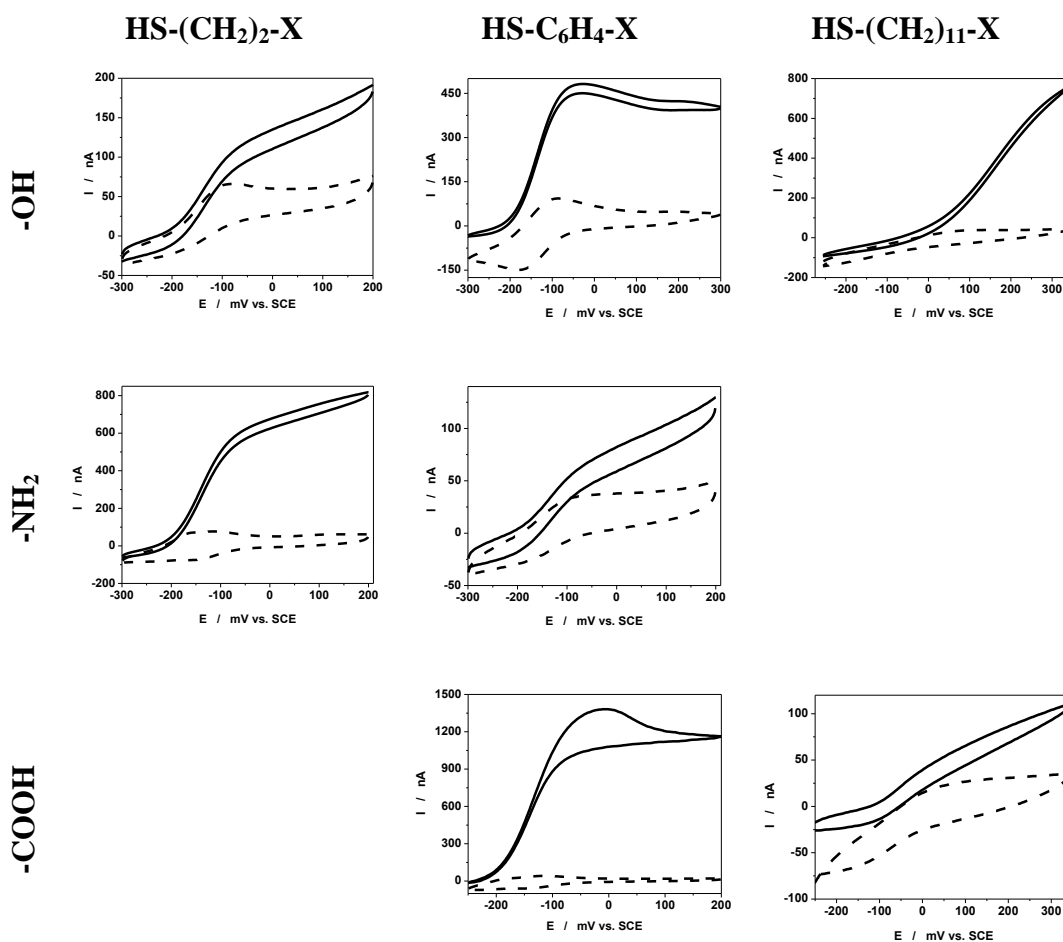 HS-(CH₂)₂-X HS-C₆H₄-X HS-(CH₂)₁₁-X
-OH
I / nA
200
150
100
50
0
-50
-300 -200 -100 0 100 200
E / mV vs. SCE
I / nA
450
300
150
0
-150
-300 -200 -100 0 100 200 300
E / mV vs. SCE
I / nA
800
600
400
200
0
-200
-200 -100 0 100 200 300
E / mV vs. SCE
-NH₂
I / nA
800
600
400
200
0
-200
-300 -200 -100 0 100 200
E / mV vs. SCE
I / nA
100
50
0
-50
-300 -200 -100 0 100 200
E / mV vs. SCE
-COOH
I / nA
1500
1200
900
600
300
0
-200 -100 0 100 200
E / mV vs. SCE
I / nA
100
50
0
-50
-100
-200 -100 0 100 200 300
E / mV vs. SCE